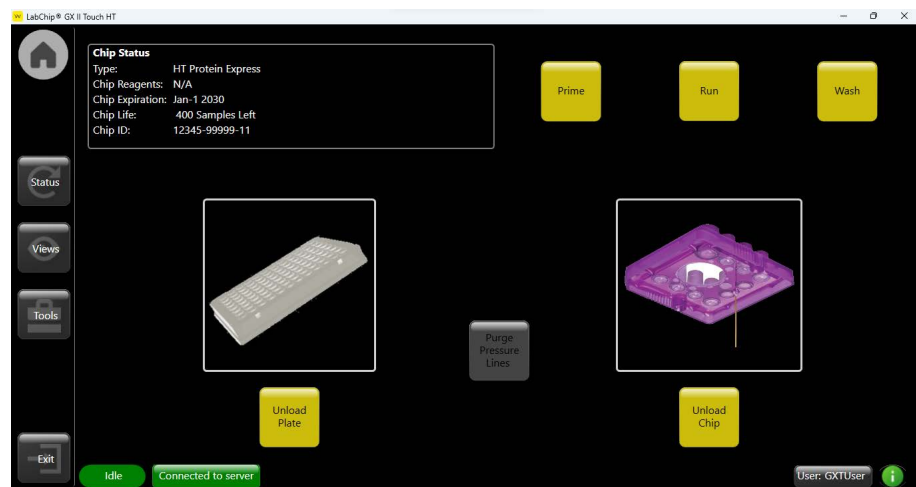 LabChip® GX II Touch HT
Chip Status
Type: HT Protein Express
Chip Reagents: N/A
Chip Expiration: Jan-1 2030
Chip Life: 400 Samples Left
Chip ID: 12345-99999-11
Prime
Run
Wash
Status
Views
Tools
Purge
Pressure
Lines
Unload
Plate
Unload
Chip
Exit
Idle
Connected to server
User: GXTUser
i